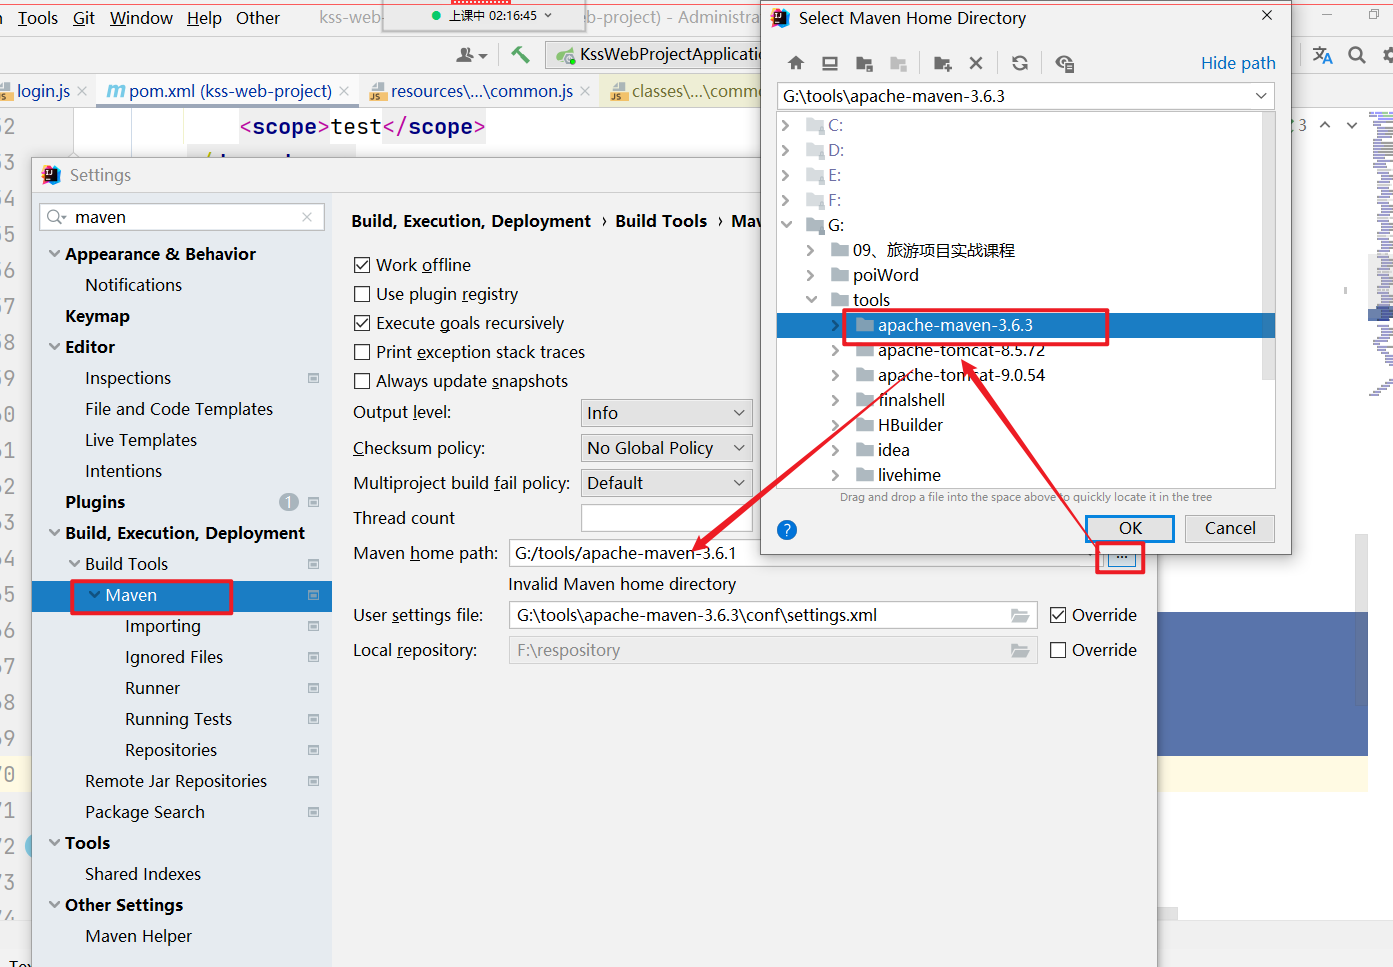 Tools Git Window Help Other kss-web- 上课中 02:16:45 b-project) - Administra
KssWebProjectApplicatio
login.js pom.xml (kss-web-project) resources\...\common.js classes\...\comm
<scope>test</scope>
3
Select Maven Home Directory
Hide path
G:\tools\apache-maven-3.6.3
C:
D:
E:
F:
G:
09、旅游项目实战课程
poiWord
tools
apache-maven-3.6.3
apache-tomcat-8.5.72
apache-tomcat-9.0.54
finalshell
HBuilder
idea
livehime
Drag and drop a file into the space above to quickly locate it in the tree
?
OK
Cancel
Settings
maven
Appearance & Behavior
Notifications
Keymap
Editor
Inspections
File and Code Templates
Live Templates
Intentions
Plugins 1
Build, Execution, Deployment
Build Tools
Maven
Importing
Ignored Files
Runner
Running Tests
Repositories
Remote Jar Repositories
Package Search
Tools
Shared Indexes
Other Settings
Maven Helper
Build, Execution, Deployment › Build Tools › Mav
Work offline
Use plugin registry
Execute goals recursively
Print exception stack traces
Always update snapshots
Output level: Info
Checksum policy: No Global Policy
Multiproject build fail policy: Default
Thread count
Maven home path: G:/tools/apache-maven-3.6.1 ...
Invalid Maven home directory
User settings file: G:\tools\apache-maven-3.6.3\conf\settings.xml Override
Local repository: F:\respository Override